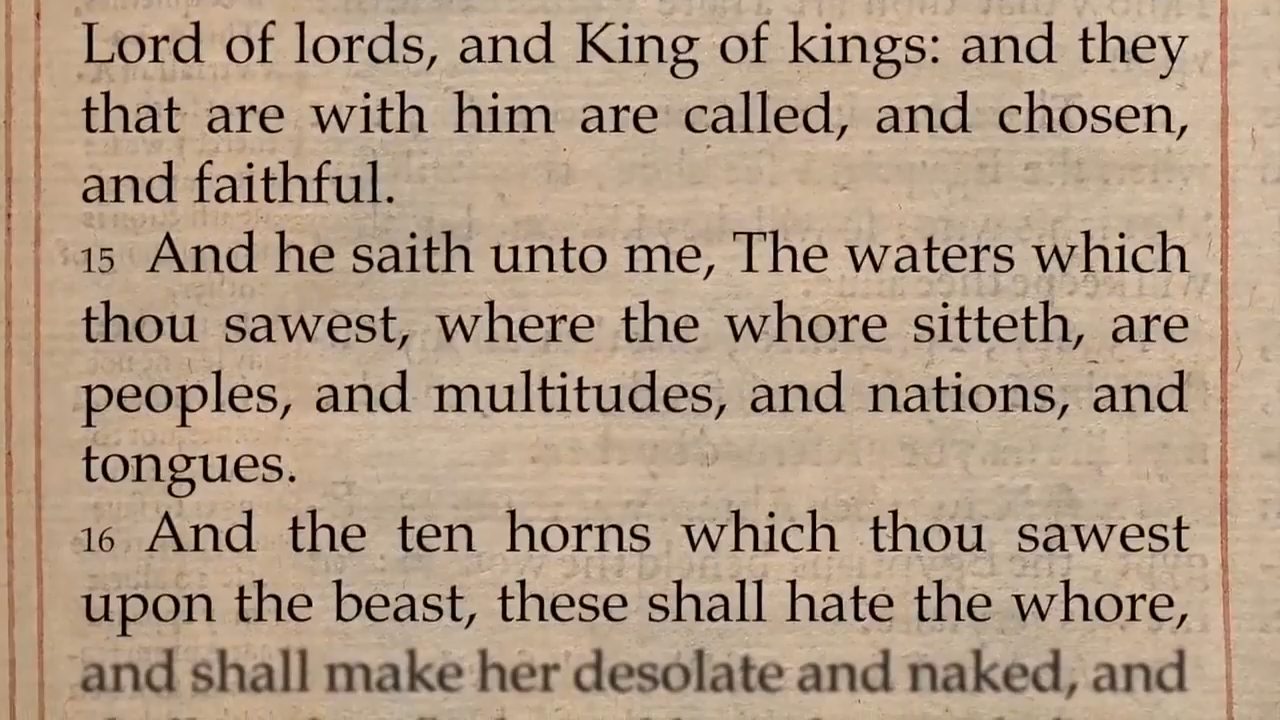 Lord of lords, and King of kings: and they
that are with him are called, and chosen,
and faithful.
15 And he saith unto me, The waters which
thou sawest, where the whore sitteth, are
peoples, and multitudes, and nations, and
tongues.
16 And the ten horns which thou sawest
upon the beast, these shall hate the whore,
and shall make her desolate and naked, and